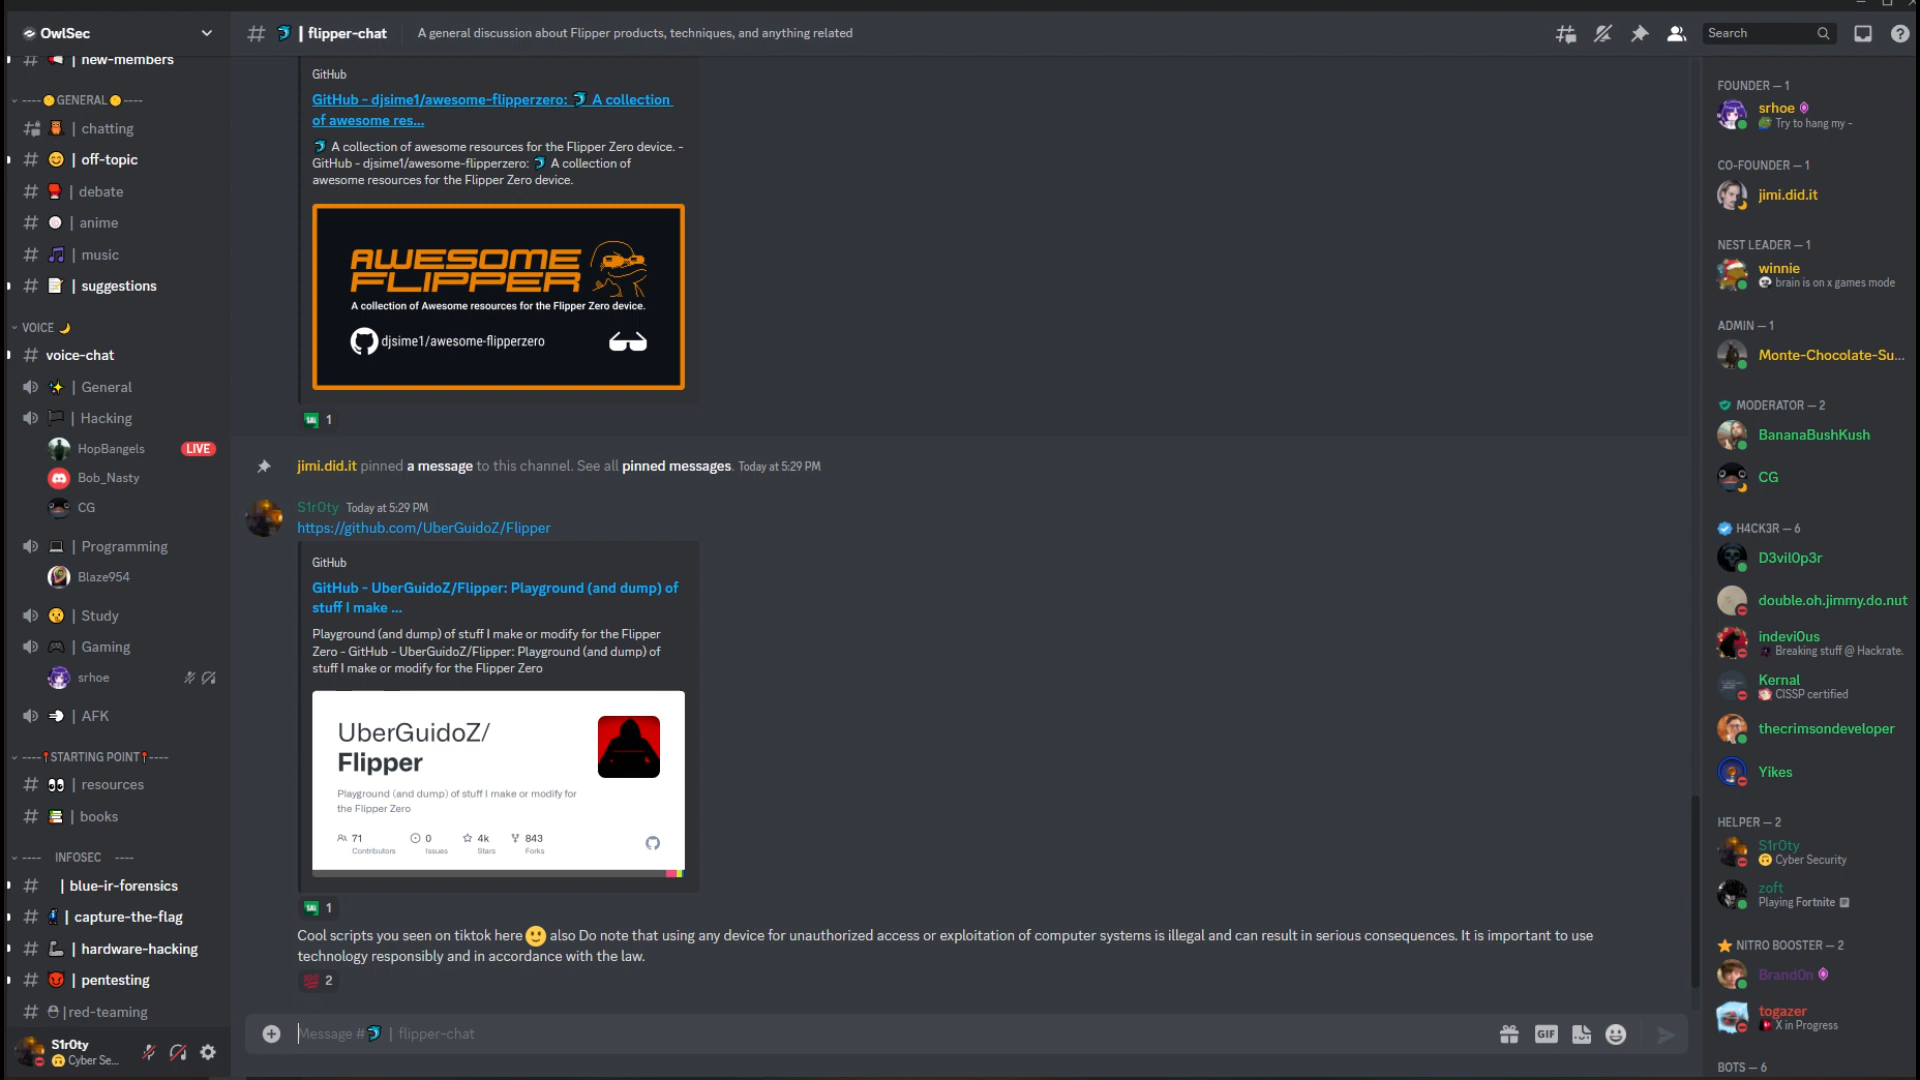 OwlSec
new-members
---- GENERAL ----
| chatting
| off-topic
| debate
| anime
| music
| suggestions
VOICE
voice-chat
| General
| Hacking
HopBangels LIVE
Bob_Nasty
CG
| Programming
Blaze954
| Study
| Gaming
srhoe
| AFK
----STARTING POINT----
| resources
| books
---- INFOSEC ----
| blue-ir-forensics
| capture-the-flag
| hardware-hacking
| pentesting
|red-teaming
S1r0ty
Cyber Se...
| flipper-chat
A general discussion about Flipper products, techniques, and anything related
Search
GitHub
GitHub - djsime1/awesome-flipperzero: A collection
of awesome res...
A collection of awesome resources for the Flipper Zero device. -
GitHub - djsime1/awesome-flipperzero: A collection of
awesome resources for the Flipper Zero device.
AWESOME
FLIPPER
A collection of Awesome resources for the Flipper Zero device.
djsime1/awesome-flipperzero
1
jimi.did.it pinned a message to this channel. See all pinned messages. Today at 5:29 PM
S1r0ty Today at 5:29 PM
https://github.com/UberGuidoZ/Flipper
GitHub
GitHub - UberGuidoZ/Flipper: Playground (and dump) of
stuff I make ...
Playground (and dump) of stuff I make or modify for the Flipper
Zero - GitHub - UberGuidoZ/Flipper: Playground (and dump) of
stuff I make or modify for the Flipper Zero
UberGuidoZ/
Flipper
Playground (and dump) of stuff I make or modify for
the Flipper Zero
71
Contributors
0
Issues
4k
Stars
843
Forks
1
Cool scripts you seen on tiktok here also Do note that using any device for unauthorized access or exploitation of computer systems is illegal and can result in serious consequences. It is important to use
technology responsibly and in accordance with the law.
2
Message # | flipper-chat
GIF
FOUNDER — 1
srhoe
Try to hang my -
CO-FOUNDER — 1
jimi.did.it
NEST LEADER — 1
winnie
brain is on x games mode
ADMIN — 1
Monte-Chocolate-Su...
MODERATOR — 2
BananaBushKush
CG
H4CK3R — 6
D3vil0p3r
double.oh.jimmy.do.nut
indevi0us
Breaking stuff @ Hackrate.
Kernal
CISSP certified
thecrimsondeveloper
Yikes
HELPER — 2
S1r0ty
Cyber Security
zoft
Playing Fortnite
NITRO BOOSTER — 2
Brand0n
togazer
X in Progress
BOTS — 6